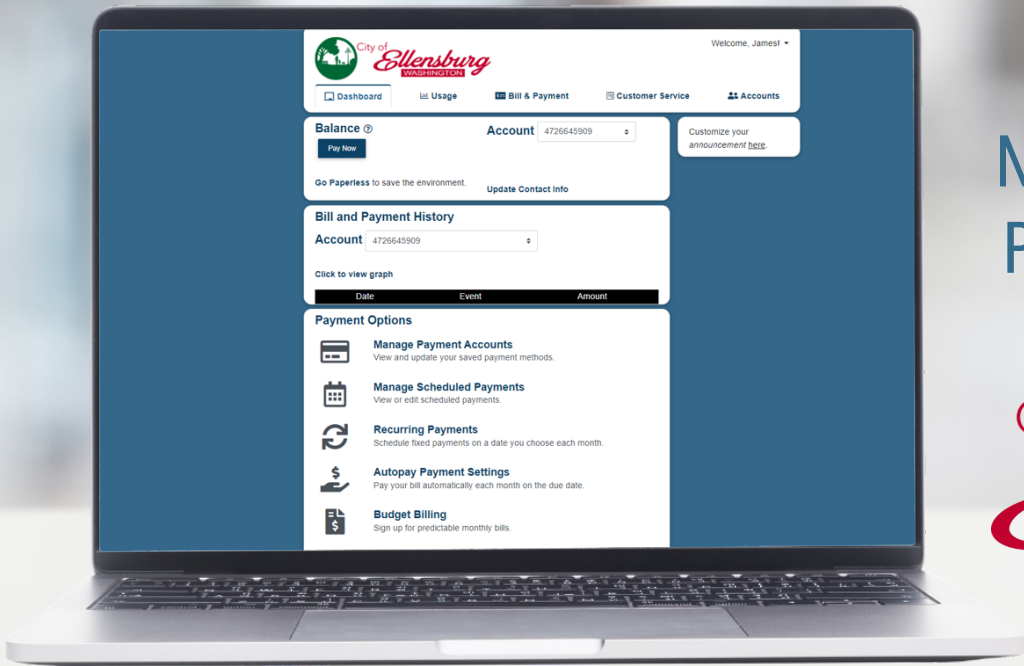 City of
Ellensburg
WASHINGTON
Welcome, James!
Dashboard
Usage
Bill & Payment
Customer Service
Accounts
Balance
Pay Now
Account 4726645909
Go Paperless to save the environment.
Update Contact Info
Customize your
announcement here.
Bill and Payment History
Account 4726645909
Click to view graph
Date Event Amount
Payment Options
Manage Payment Accounts
View and update your saved payment methods.
Manage Scheduled Payments
View or edit scheduled payments.
Recurring Payments
Schedule fixed payments on a date you choose each month.
Autopay Payment Settings
Pay your bill automatically each month on the due date.
Budget Billing
Sign up for predictable monthly bills.
M
P